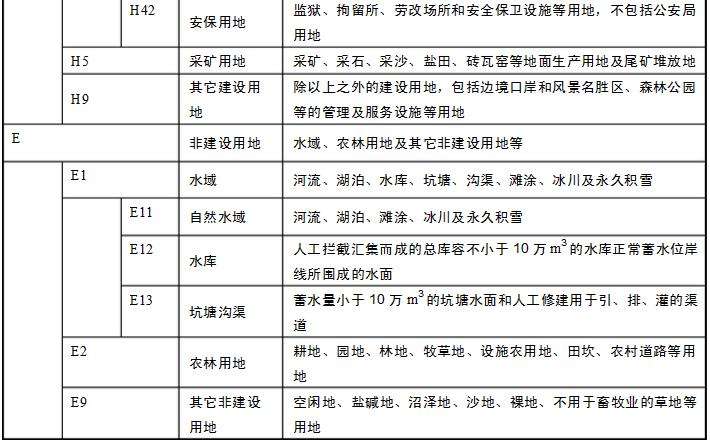 H42 安保用地 监狱、拘留所、劳改场所和安全保卫设施等用地，不包括公安局
用地
H5 采矿用地 采矿、采石、采沙、盐田、砖瓦窑等地面生产用地及尾矿堆放地
H9 其它建设用 除以上之外的建设用地，包括边境口岸和风景名胜区、森林公园
地 等的管理及服务设施等用地
E 非建设用地 水域、农林用地及其它非建设用地等
E1 水域 河流、湖泊、水库、坑塘、沟渠、滩涂、冰川及永久积雪
E11 自然水域 河流、湖泊、滩涂、冰川及永久积雪
E12 水库 人工拦截汇集而成的总库容不小于 10 万 m³ 的水库正常蓄水位岸
线所围成的水面
E13 坑塘沟渠 蓄水量小于 10 万 m³ 的坑塘水面和人工修建用于引、排、灌的渠
道
E2 农林用地 耕地、园地、林地、牧草地、设施农用地、田坎、农村道路等用
地
E9 其它非建设 空闲地、盐碱地、沼泽地、沙地、裸地、不用于畜牧业的草地等
用地 用地